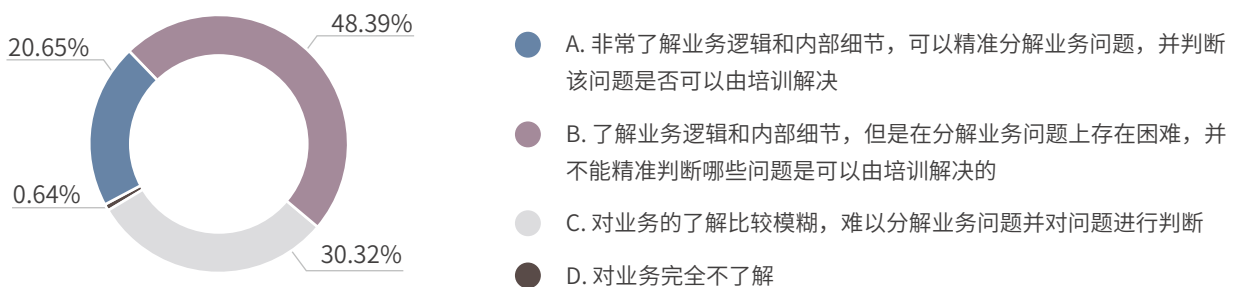 48.39%
20.65%
0.64%
30.32%
A. 非常了解业务逻辑和内部细节，可以精准分解业务问题，并判断
该问题是否可以由培训解决
B. 了解业务逻辑和内部细节，但是在分解业务问题上存在困难，并
不能精准判断哪些问题是可以由培训解决的
C. 对业务的了解比较模糊，难以分解业务问题并对问题进行判断
D. 对业务完全不了解